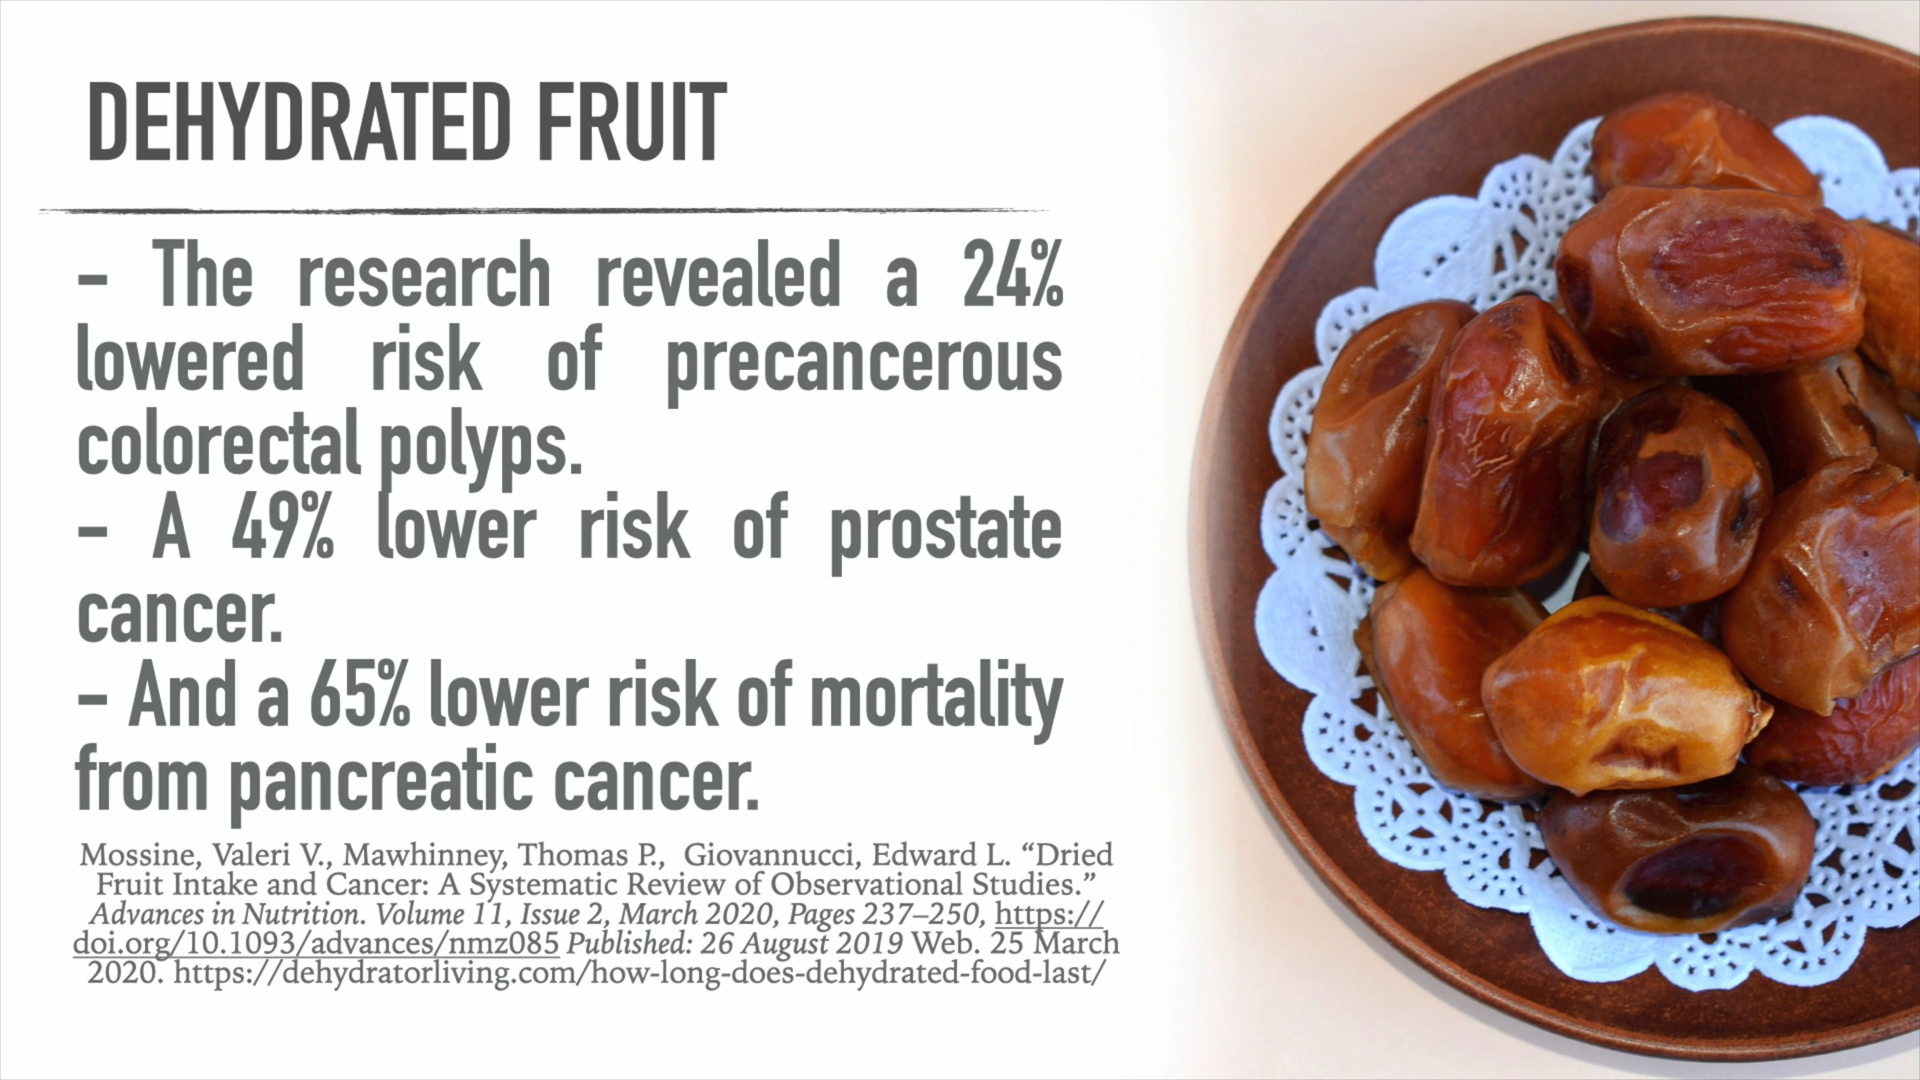 DEHYDRATED FRUIT
– The research revealed a 24%
lowered risk of precancerous
colorectal polyps.
– A 49% lower risk of prostate
cancer.
– And a 65% lower risk of mortality
from pancreatic cancer.
Mossine, Valeri V., Mawhinney, Thomas P., Giovannucci, Edward L. “Dried
Fruit Intake and Cancer: A Systematic Review of Observational Studies.”
Advances in Nutrition. Volume 11, Issue 2, March 2020, Pages 237–250, https://
doi.org/10.1093/advances/nmz085 Published: 26 August 2019 Web. 25 March
2020. https://dehydratorliving.com/how-long-does-dehydrated-food-last/